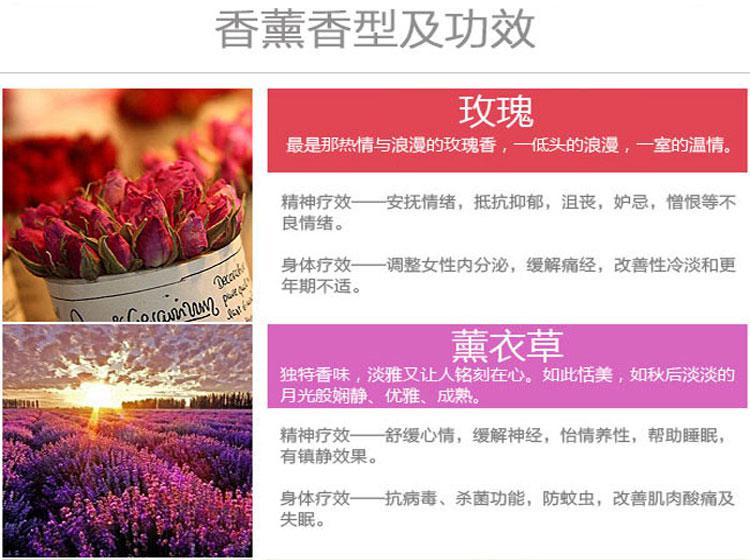 香薰香型及功效
玫瑰
最是那热情与浪漫的玫瑰香，一低头的浪漫，一室的温情。
精神疗效——安抚情绪，抵抗抑郁，沮丧，妒忌，憎恨等不
良情绪。
身体疗效——调整女性内分泌，缓解痛经，改善性冷淡和更
年期不适。
薰衣草
独特香味，淡雅又让人铭刻在心。如此恬美，如秋后淡淡的
月光般娴静、优雅、成熟。
精神疗效——舒缓心情，缓解神经，怡情养性，帮助睡眠，
有镇静效果。
身体疗效——抗病毒、杀菌功能，防蚊虫，改善肌肉酸痛及
失眠。